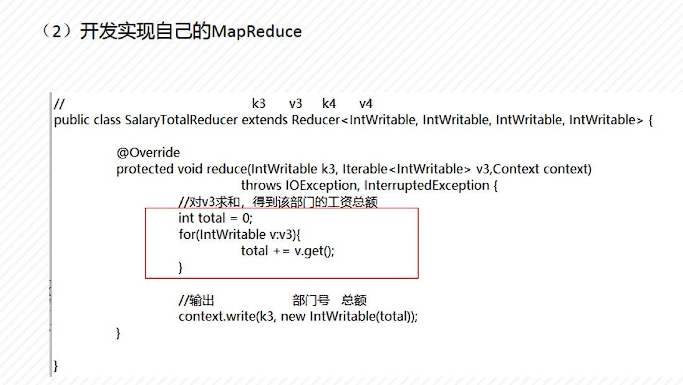 （2）开发实现自己的MapReduce
// k3 v3 k4 v4
public class SalaryTotalReducer extends Reducer<IntWritable, IntWritable, IntWritable, IntWritable> {
@Override
protected void reduce(IntWritable k3, Iterable<IntWritable> v3,Context context)
throws IOException, InterruptedException {
//对v3求和，得到该部门的工资总额
int total = 0;
for(IntWritable v:v3){
total += v.get();
}
//输出 部门号 总额
context.write(k3, new IntWritable(total));
}
}